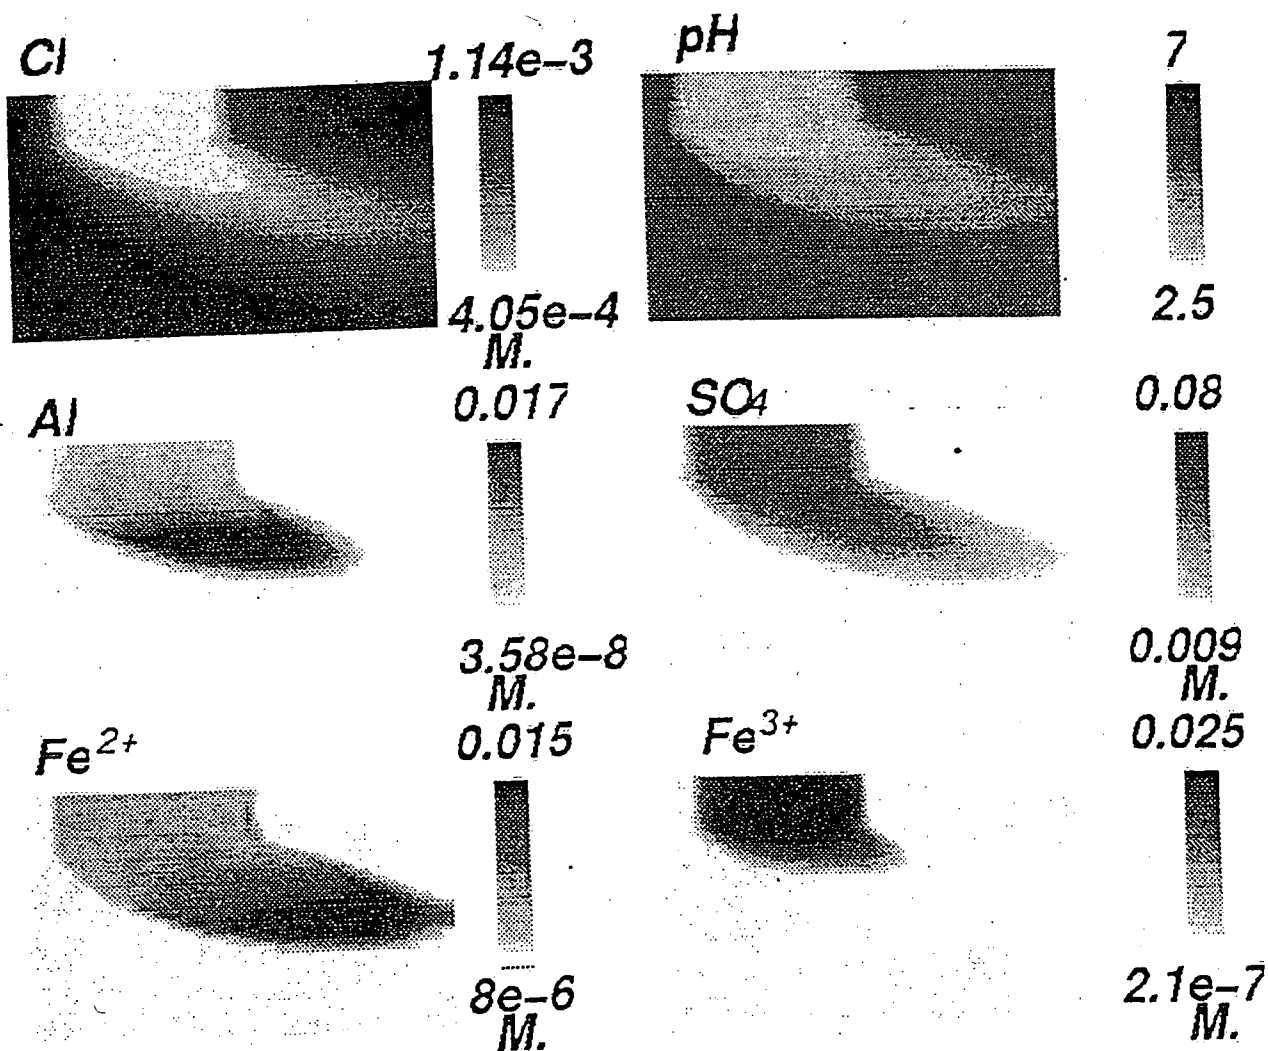 Cl
1.14e-3
4.05e-4
M.
pH
7
2.5
Al
0.017
3.58e-8
M.
SO4
0.08
0.009
M.
Fe2+
0.015
8e-6
M.
Fe3+
0.025
2.1e-7
M.